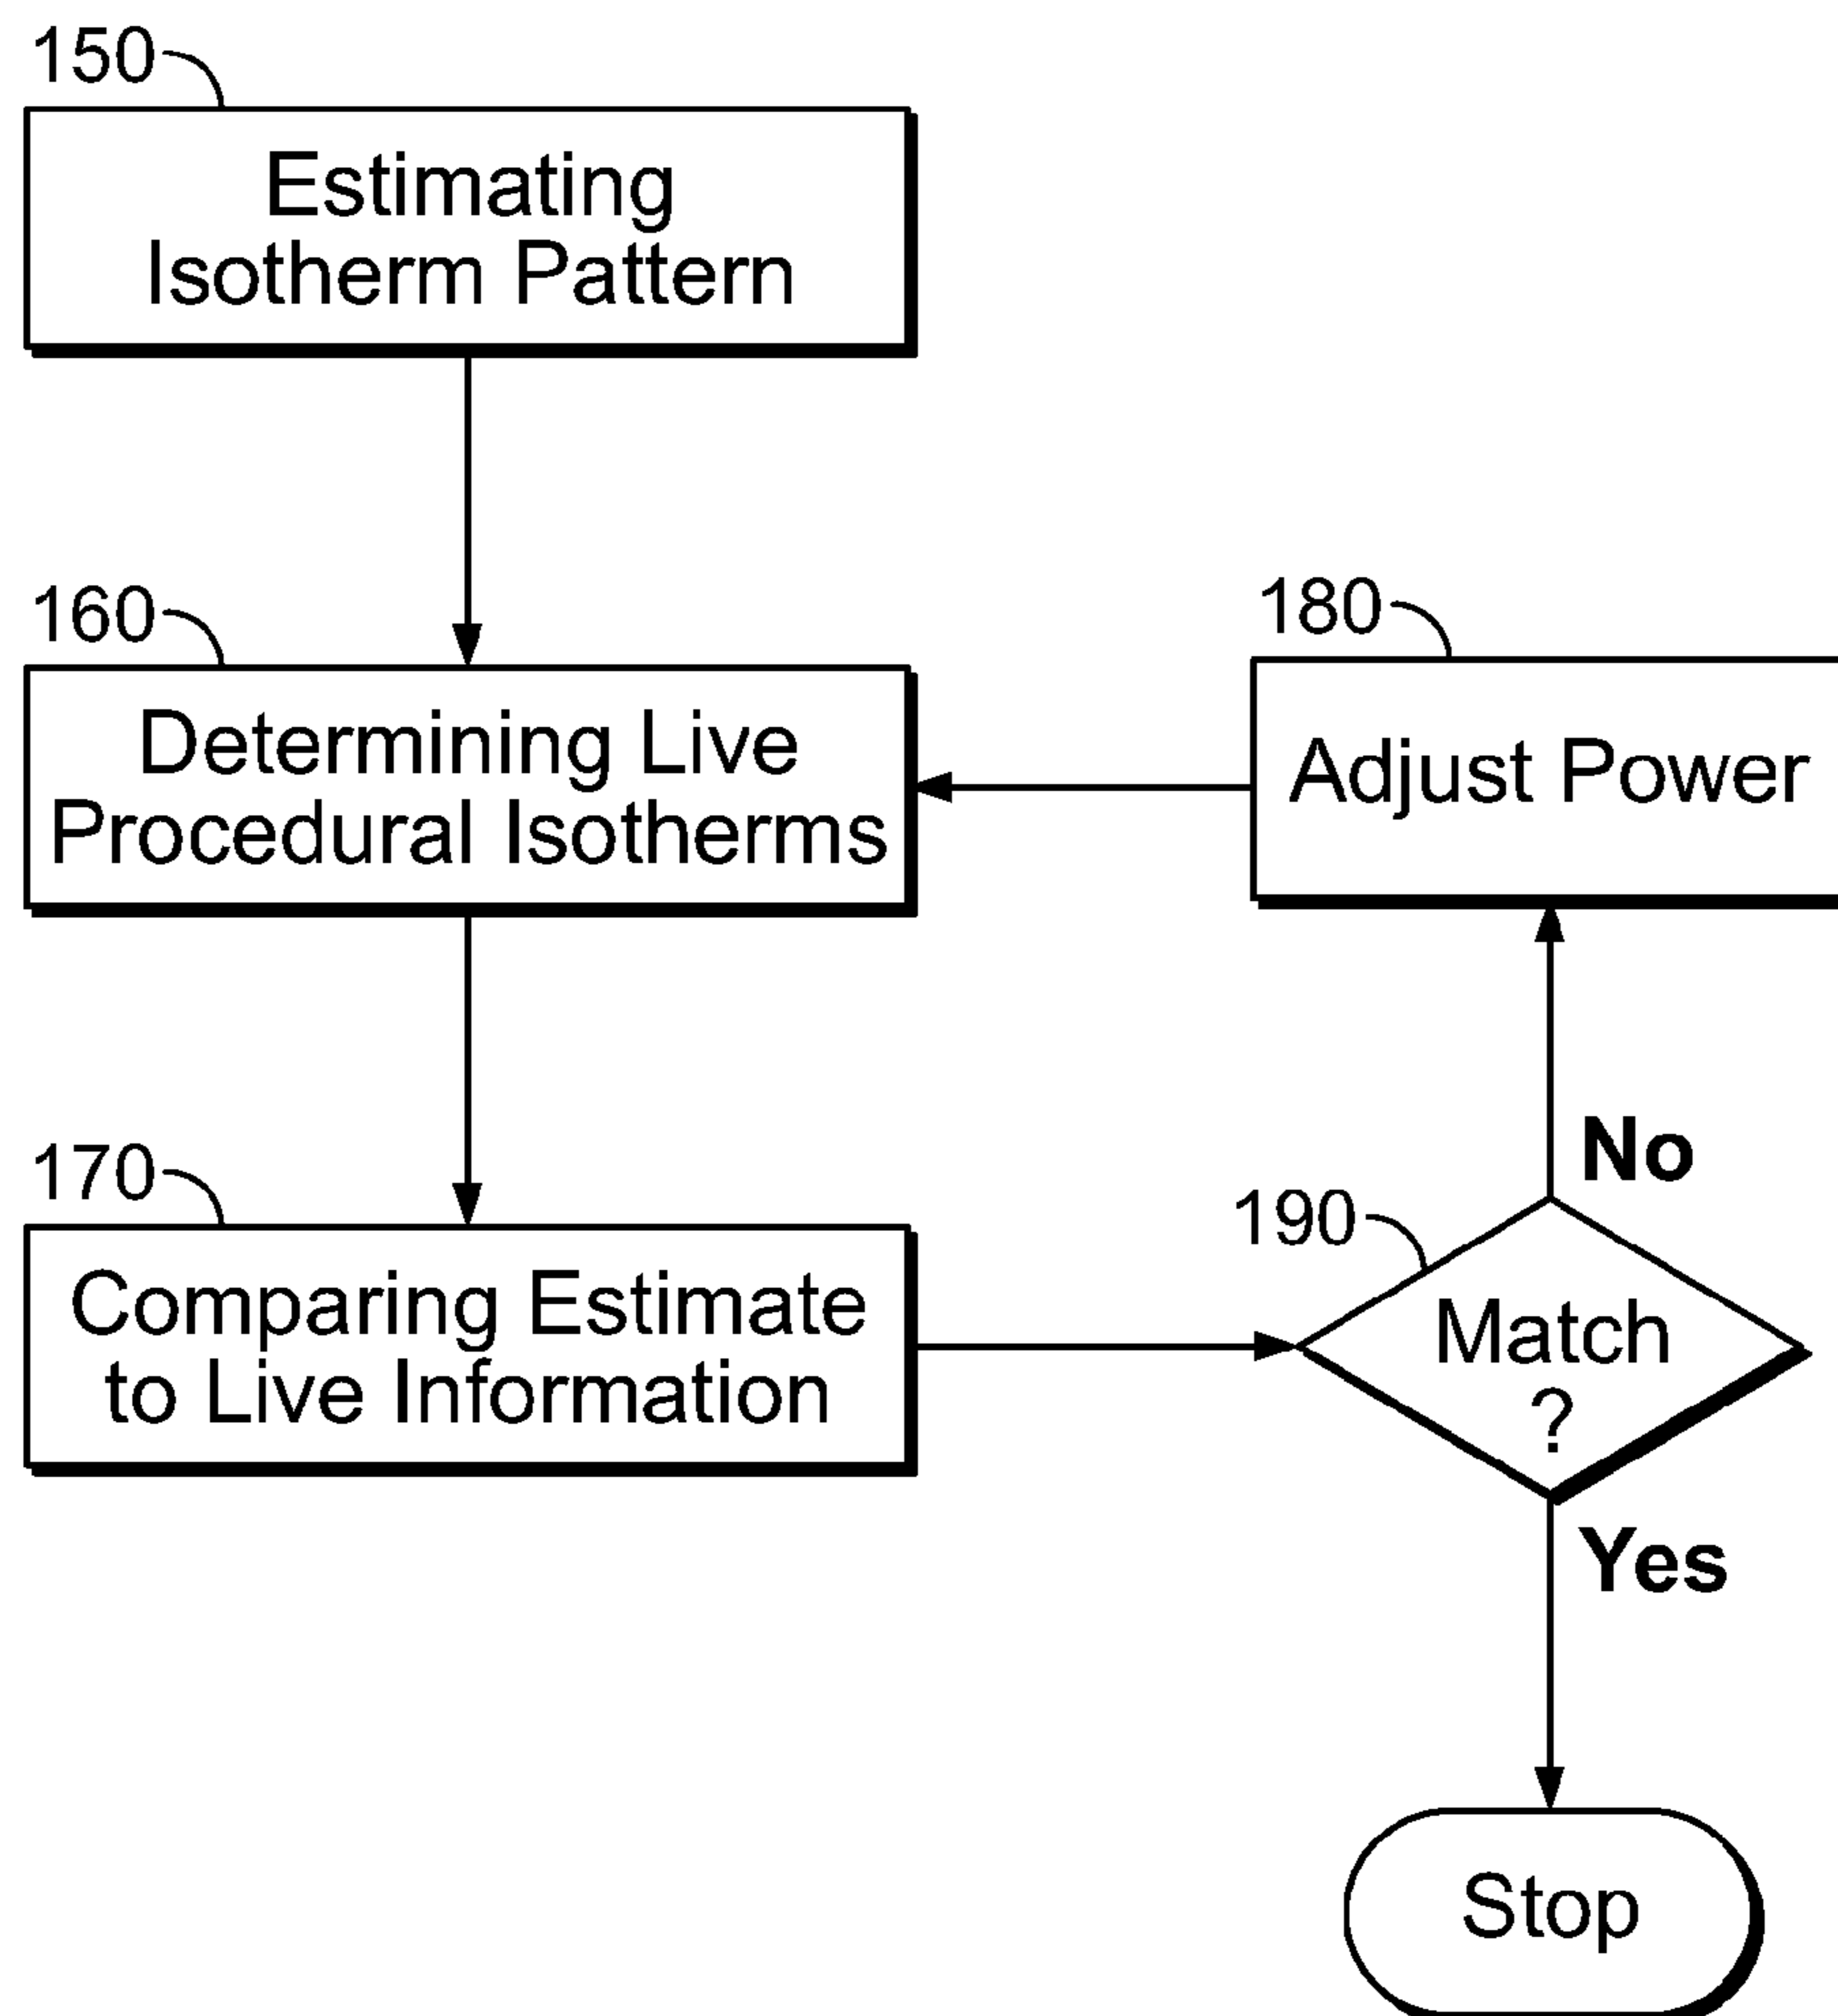 150
Estimating
Isotherm Pattern
160
Determining Live
Procedural Isotherms
180
Adjust Power
170
Comparing Estimate
to Live Information
190
Match
?
No
Yes
Stop